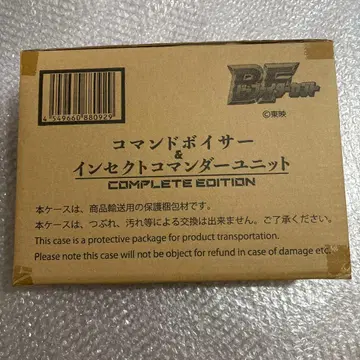 4 549660 880929
BF
©東映
コマンドボイサー
&
インセクトコマンダーユニット
COMPLETE EDITION
本ケースは、商品輸送用の保護梱包材です。
本ケースは、つぶれ、汚れ等による交換は出来ません。ご了承ください。
This case is a protective package for product transportation.
Please note this case will not be object for refund in case of damage etc.